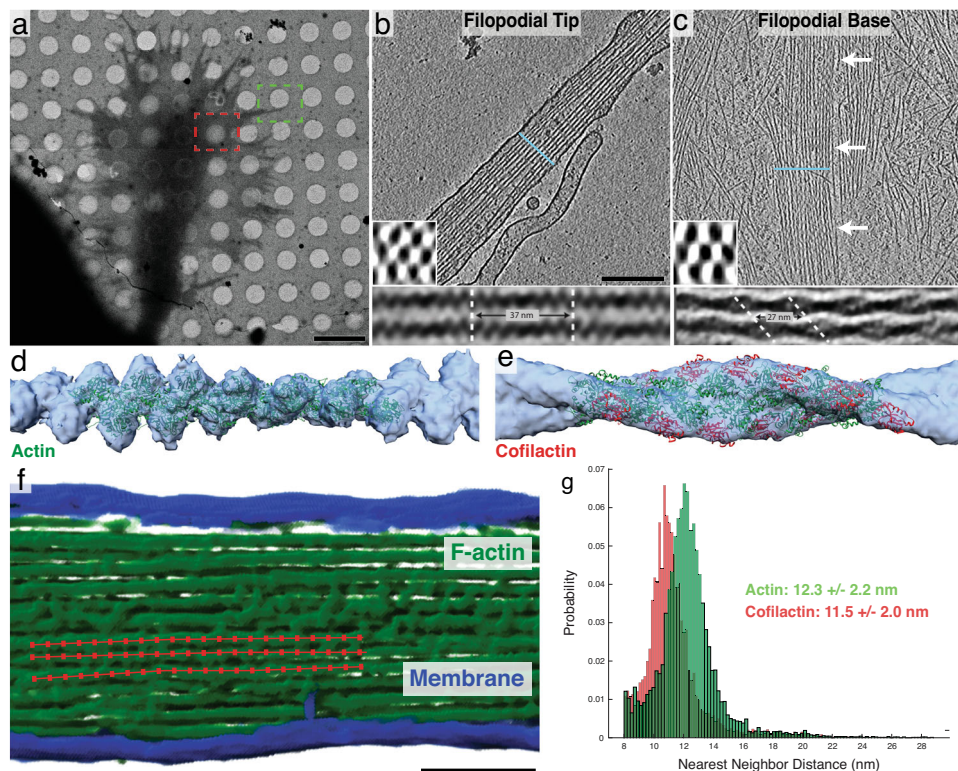 a
b
Filopodial Tip
c
Filopodial Base
37 nm
27 nm
d
Actin
e
Cofilactin
f
F-actin
Membrane
g
0.07
0.06
0.05
0.04
0.03
0.02
0.01
0
Probability
Actin: 12.3 +/- 2.2 nm
Cofilactin: 11.5 +/- 2.0 nm
8 10 12 14 16 18 20 22 24 26 28
Nearest Neighbor Distance (nm)